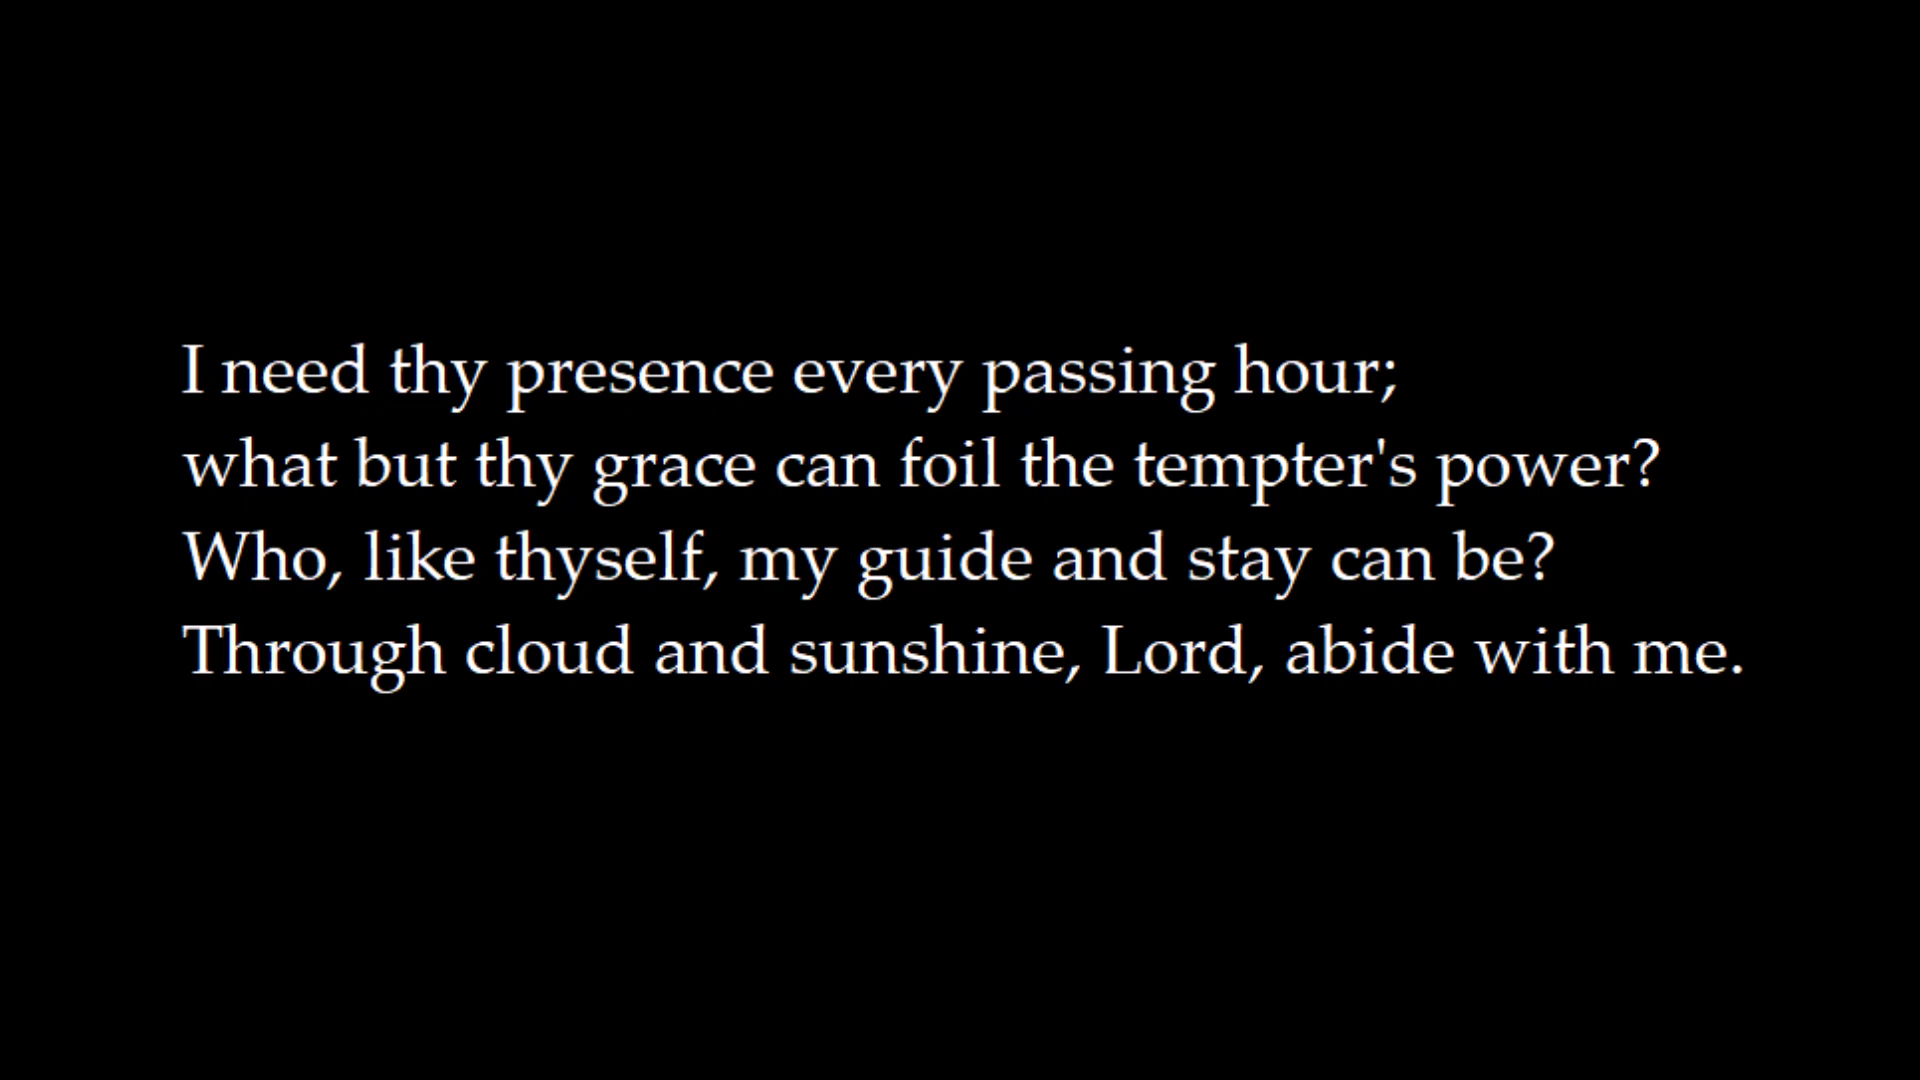 I need thy presence every passing hour;
what but thy grace can foil the tempter's power?
Who, like thyself, my guide and stay can be?
Through cloud and sunshine, Lord, abide with me.